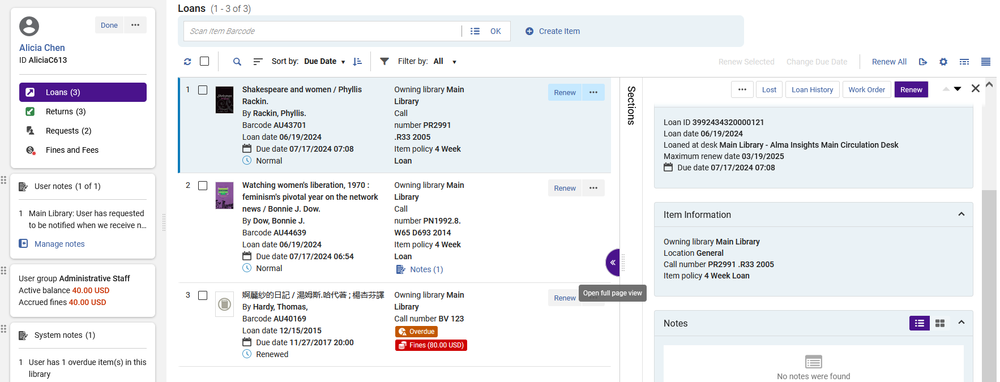 Done
Alicia Chen
ID AliciaC613
Loans (3)
Returns (3)
Requests (2)
Fines and Fees
User notes (1 of 1)
1 Main Library: User has requested
to be notified when we receive n...
Manage notes
User group Administrative Staff
Active balance 40.00 USD
Accrued fines 40.00 USD
System notes (1)
1 User has 1 overdue item(s) in this
library
Loans (1 - 3 of 3)
Scan Item Barcode
OK
Create Item
Sort by: Due Date
Filter by: All
Renew Selected
Change Due Date
Renew All
1
Shakespeare and women / Phyllis
Rackin.
By Rackin, Phyllis.
Barcode AU43701
Loan date 06/19/2024
Due date 07/17/2024 07:08
Normal
Owning library Main
Library
Call
number PR2991
.R33 2005
Item policy 4 Week
Loan
Renew
2
Watching women's liberation, 1970 :
feminism's pivotal year on the network
news / Bonnie J. Dow.
By Dow, Bonnie J.
Barcode AU44639
Loan date 06/19/2024
Due date 07/17/2024 06:54
Normal
Owning library Main
Library
Call
number PN1992.8.
W65 D693 2014
Item policy 4 Week
Loan
Notes (1)
Renew
3
婀麗紗的日記 / 湯姆斯.哈代著 ; 楊杏芬譯
By Hardy, Thomas,
Barcode AU40169
Loan date 12/15/2015
Due date 11/27/2017 20:00
Renewed
Owning library Main
Library
Call number BV 123
Overdue
Fines (80.00 USD)
Renew
Open full page view
Sections
Lost
Loan History
Work Order
Renew
Loan ID 3992434320000121
Loan date 06/19/2024
Loaned at desk Main Library - Alma Insights Main Circulation Desk
Maximum renew date 03/19/2025
Due date 07/17/2024 07:08
Item Information
Owning library Main Library
Location General
Call number PR2991 .R33 2005
Item policy 4 Week Loan
Notes
No notes were found